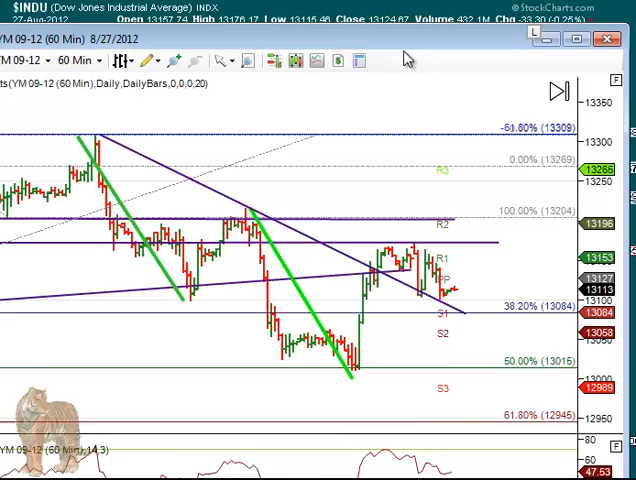 $INDU (Dow Jones Industrial Average) INDX
© StockCharts.com
27-Aug-2012 Open 13157.74 High 13176.17 Low 13115.46 Close 13124.67 Volume 432.1M Chg -33.30 (-0.25%)
YM 09-12 (60 Min) 8/27/2012
L
YM 09-12 60 Min
F
ts(YM 09-12 (60 Min),Daily,DailyBars,0,0,0,20)
13350
(13309)
13300
0.00% (13269)
R3
13265
13250
100.00% (13204)
R2
13196
R1
13153
PP
13127
13113
13100
38.20% (13084)
S1
13084
S2
13058
13050
50.00% (13015)
13000
S3
12989
61.80% (12945)
12950
80
YM 09-12 (60 Min),14,3)
F
60
47.53